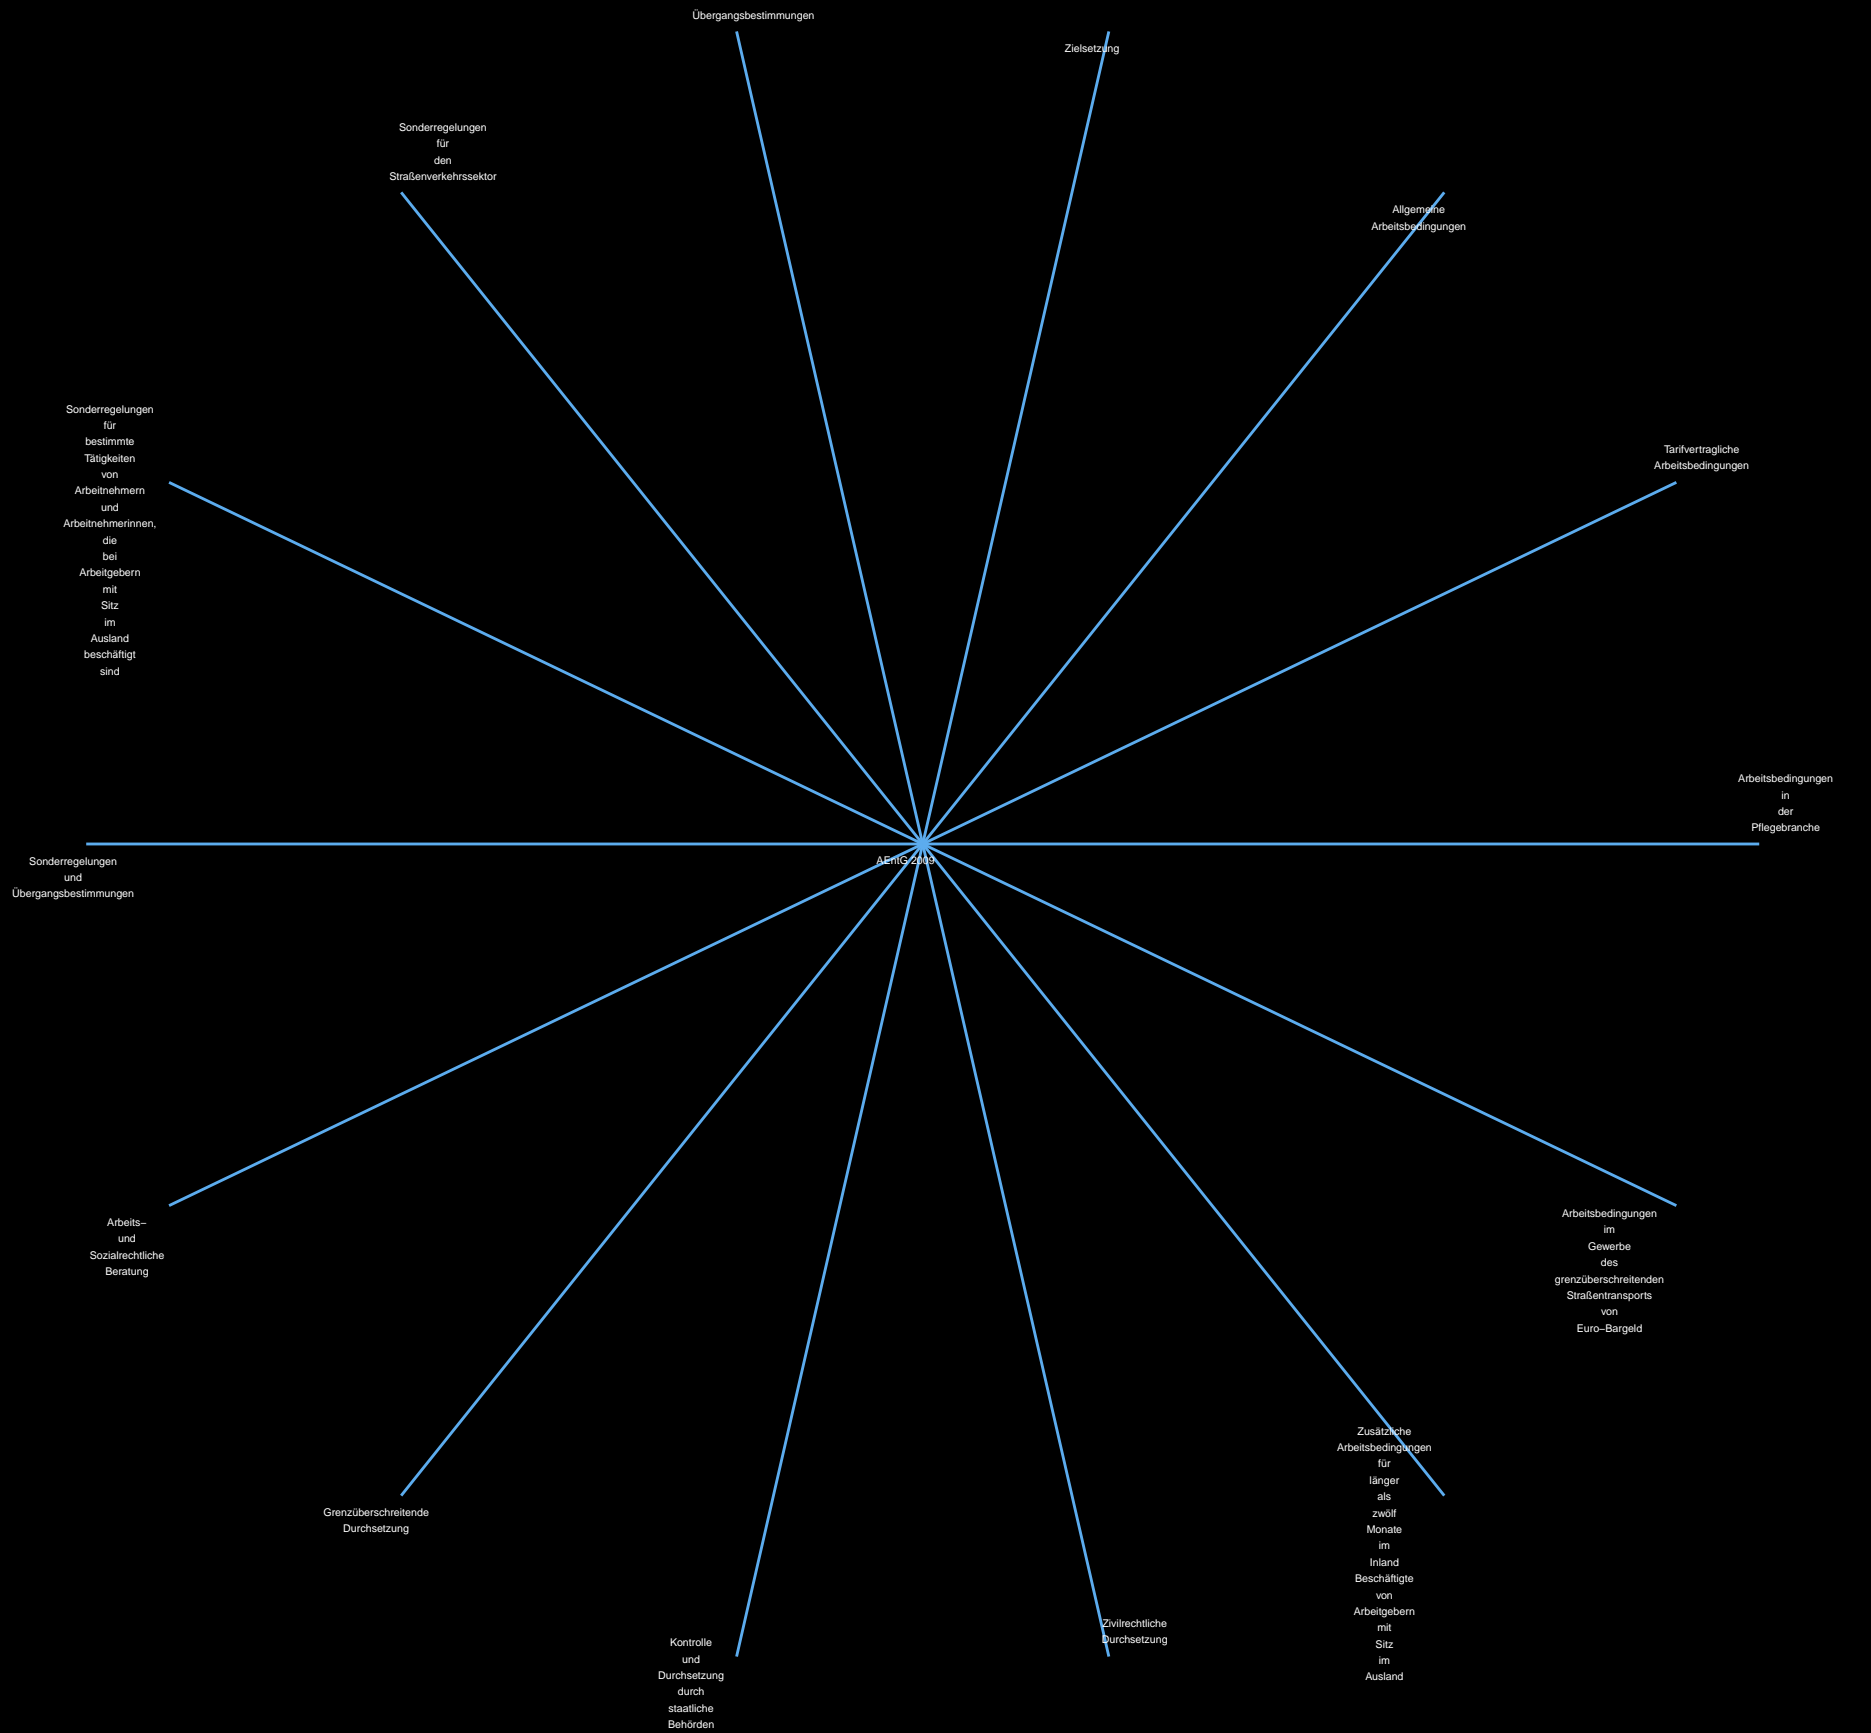 Übergangsbestimmungen
Zielsetzung
Sonderregelungen
für
den
Straßenverkehrssektor
Allgemeine
Arbeitsbedingungen
Sonderregelungen
für
bestimmte
Tätigkeiten
von
Arbeitnehmern
und
Arbeitnehmerinnen,
die
bei
Arbeitgebern
mit
Sitz
im
Ausland
beschäftigt
sind
Tarifvertragliche
Arbeitsbedingungen
Arbeitsbedingungen
in
der
Pflegebranche
AEntG 2009
Sonderregelungen
und
Übergangsbestimmungen
Arbeits–
und
Sozialrechtliche
Beratung
Arbeitsbedingungen
im
Gewerbe
des
grenzüberschreitenden
Straßentransports
von
Euro–Bargeld
Grenzüberschreitende
Durchsetzung
Zusätzliche
Arbeitsbedingungen
für
länger
als
zwölf
Monate
im
Inland
Beschäftigte
von
Arbeitgebern
mit
Sitz
im
Ausland
Zivilrechtliche
Durchsetzung
Kontrolle
und
Durchsetzung
durch
staatliche
Behörden